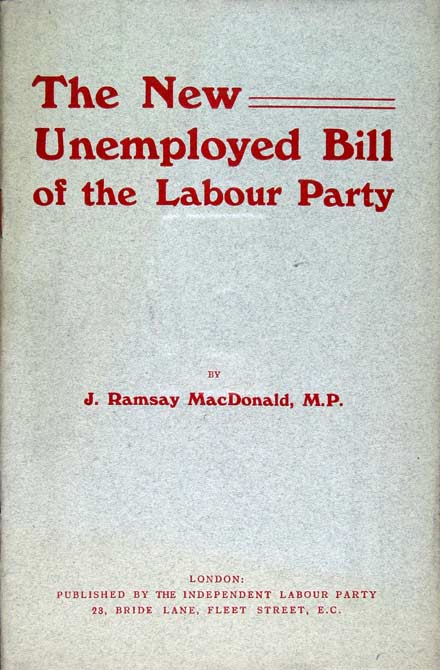 The New
Unemployed Bill
of the Labour Party
BY
J. Ramsay MacDonald, M.P.
LONDON:
PUBLISHED BY THE INDEPENDENT LABOUR PARTY
23, BRIDE LANE, FLEET STREET, E.C.